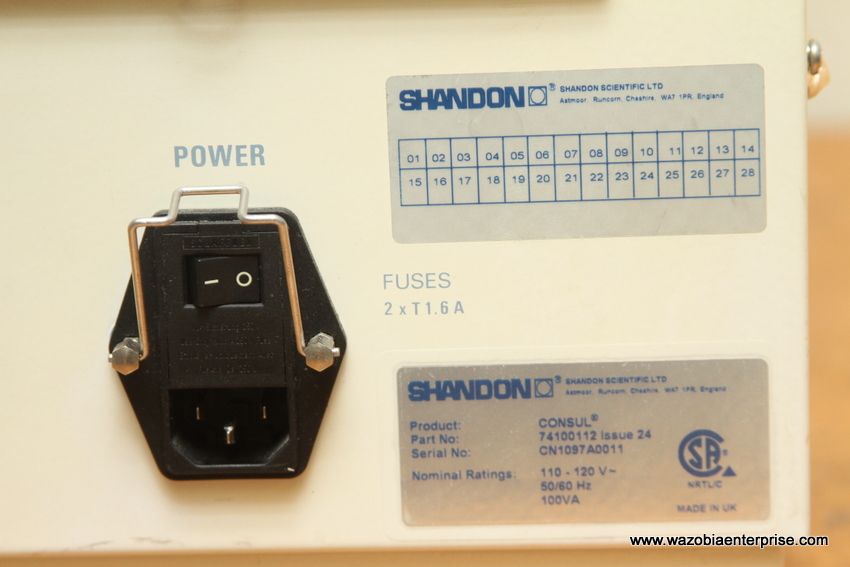 POWER
SHANDON® SHANDON SCIENTIFIC LTD
Astmoor, Runcorn, Cheshire, WA7 1PR, England
01 02 03 04 05 06 07 08 09 10 11 12 13 14
15 16 17 18 19 20 21 22 23 24 25 26 27 28
FUSES
2 x T 1.6 A
SHANDON® SHANDON SCIENTIFIC LTD
Astmoor, Runcorn, Cheshire, WA7 1PR, England
Product: CONSUL®
Part No: 74100112 Issue 24
Serial No: CN1097A0011
Nominal Ratings: 110 - 120 V~
50/60 Hz
100VA
NRTL/C
MADE IN UK
www.wazobiaenterprise.com